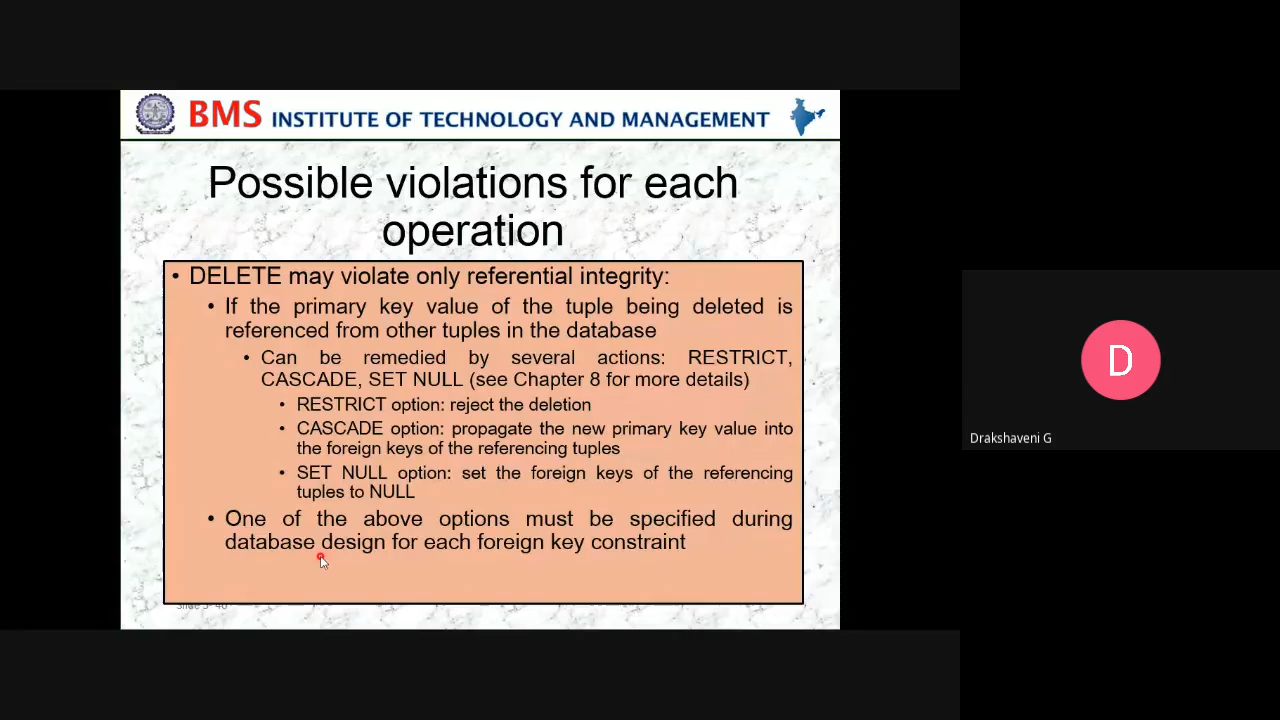 BMS INSTITUTE OF TECHNOLOGY AND MANAGEMENT
Possible violations for each
operation
• DELETE may violate only referential integrity:
• If the primary key value of the tuple being deleted is
referenced from other tuples in the database
• Can be remedied by several actions: RESTRICT,
CASCADE, SET NULL (see Chapter 8 for more details)
• RESTRICT option: reject the deletion
• CASCADE option: propagate the new primary key value into
the foreign keys of the referencing tuples
• SET NULL option: set the foreign keys of the referencing
tuples to NULL
• One of the above options must be specified during
database design for each foreign key constraint
D
Drakshaveni G